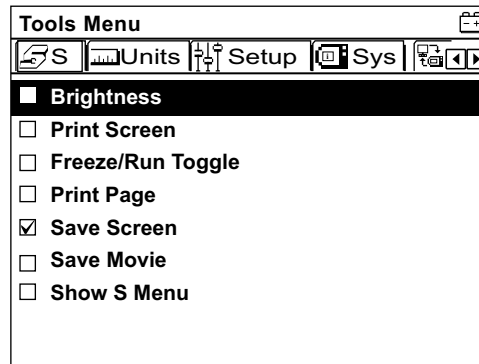 Tools Menu
S Units Setup Sys
Brightness
Print Screen
Freeze/Run Toggle
Print Page
Save Screen
Save Movie
Show S Menu